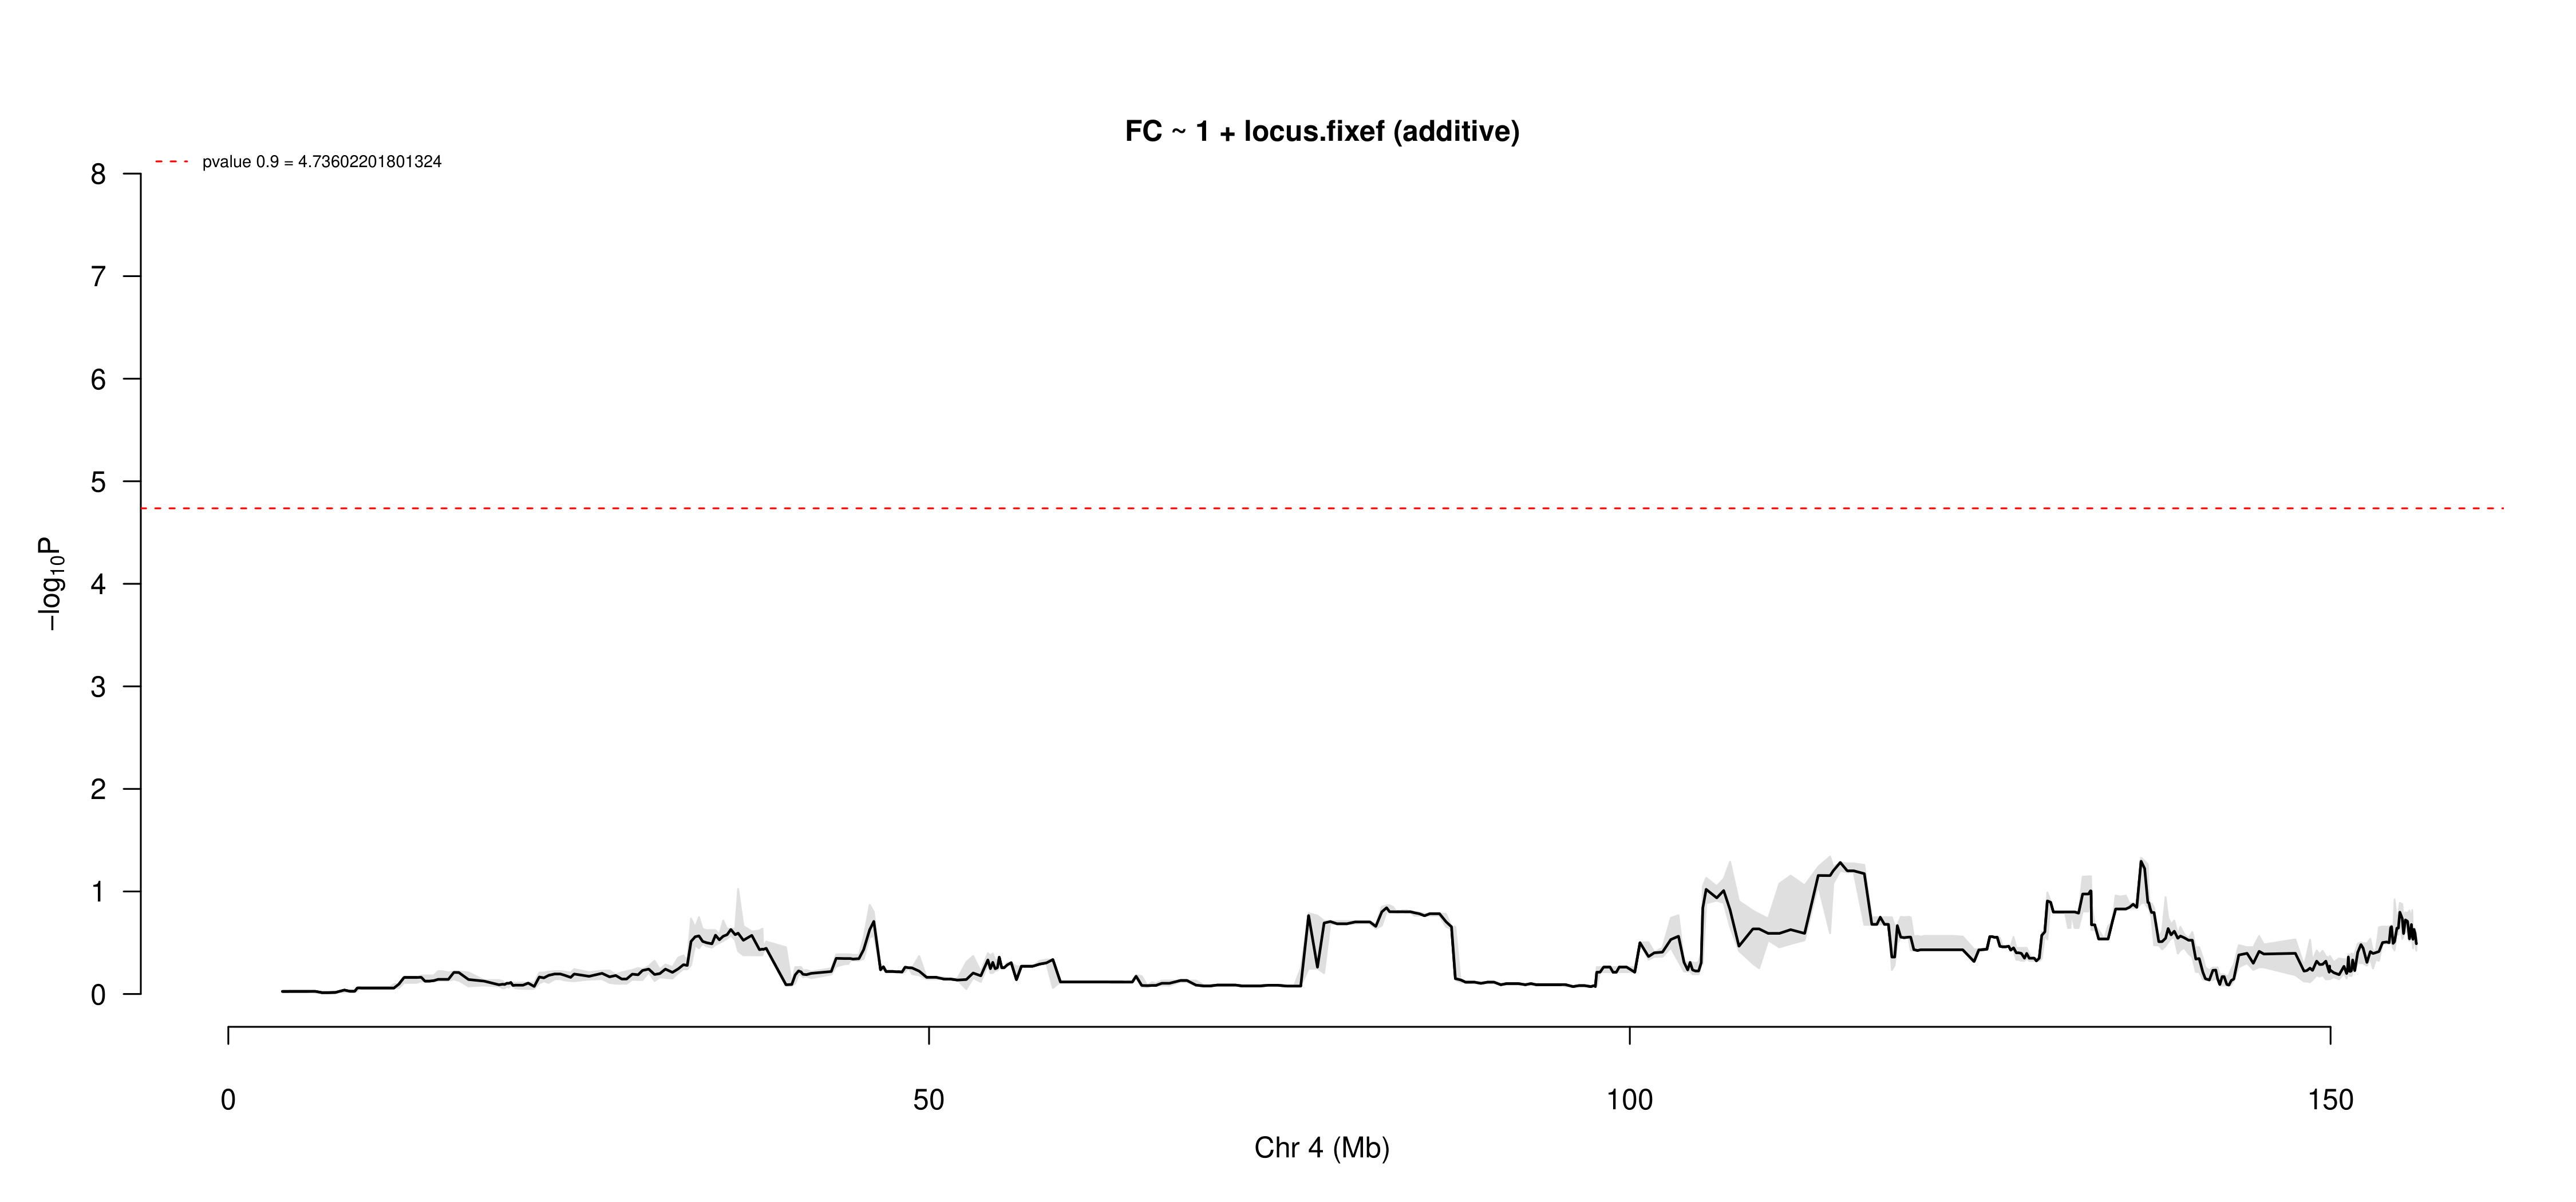 FC ~ 1 + locus.fixef (additive)
pvalue 0.9 = 4.73602201801324
8
7
6
5
4
3
2
1
0
−log10P
0 50 100 150
Chr 4 (Mb)